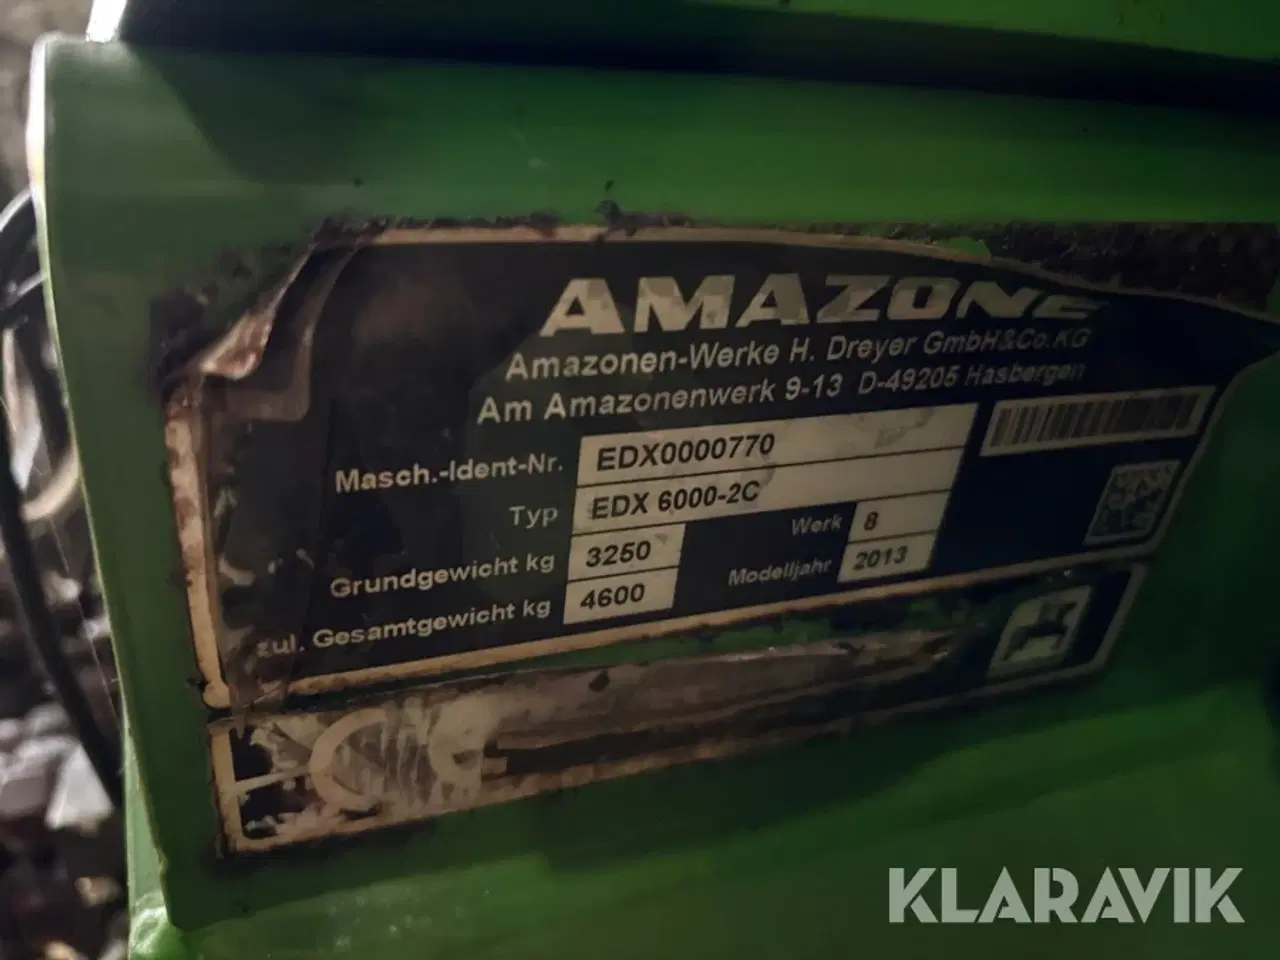 AMAZONE
Amazonen-Werke H. Dreyer GmbH&Co.KG
Am Amazonenwerk 9-13 D-49205 Hasbergen
Masch.-Ident-Nr. EDX0000770
Typ EDX 6000-2C
Grundgewicht kg 3250 Werk 8
zul. Gesamtgewicht kg 4600 Modelljahr 2013
CE
KLARAVIK